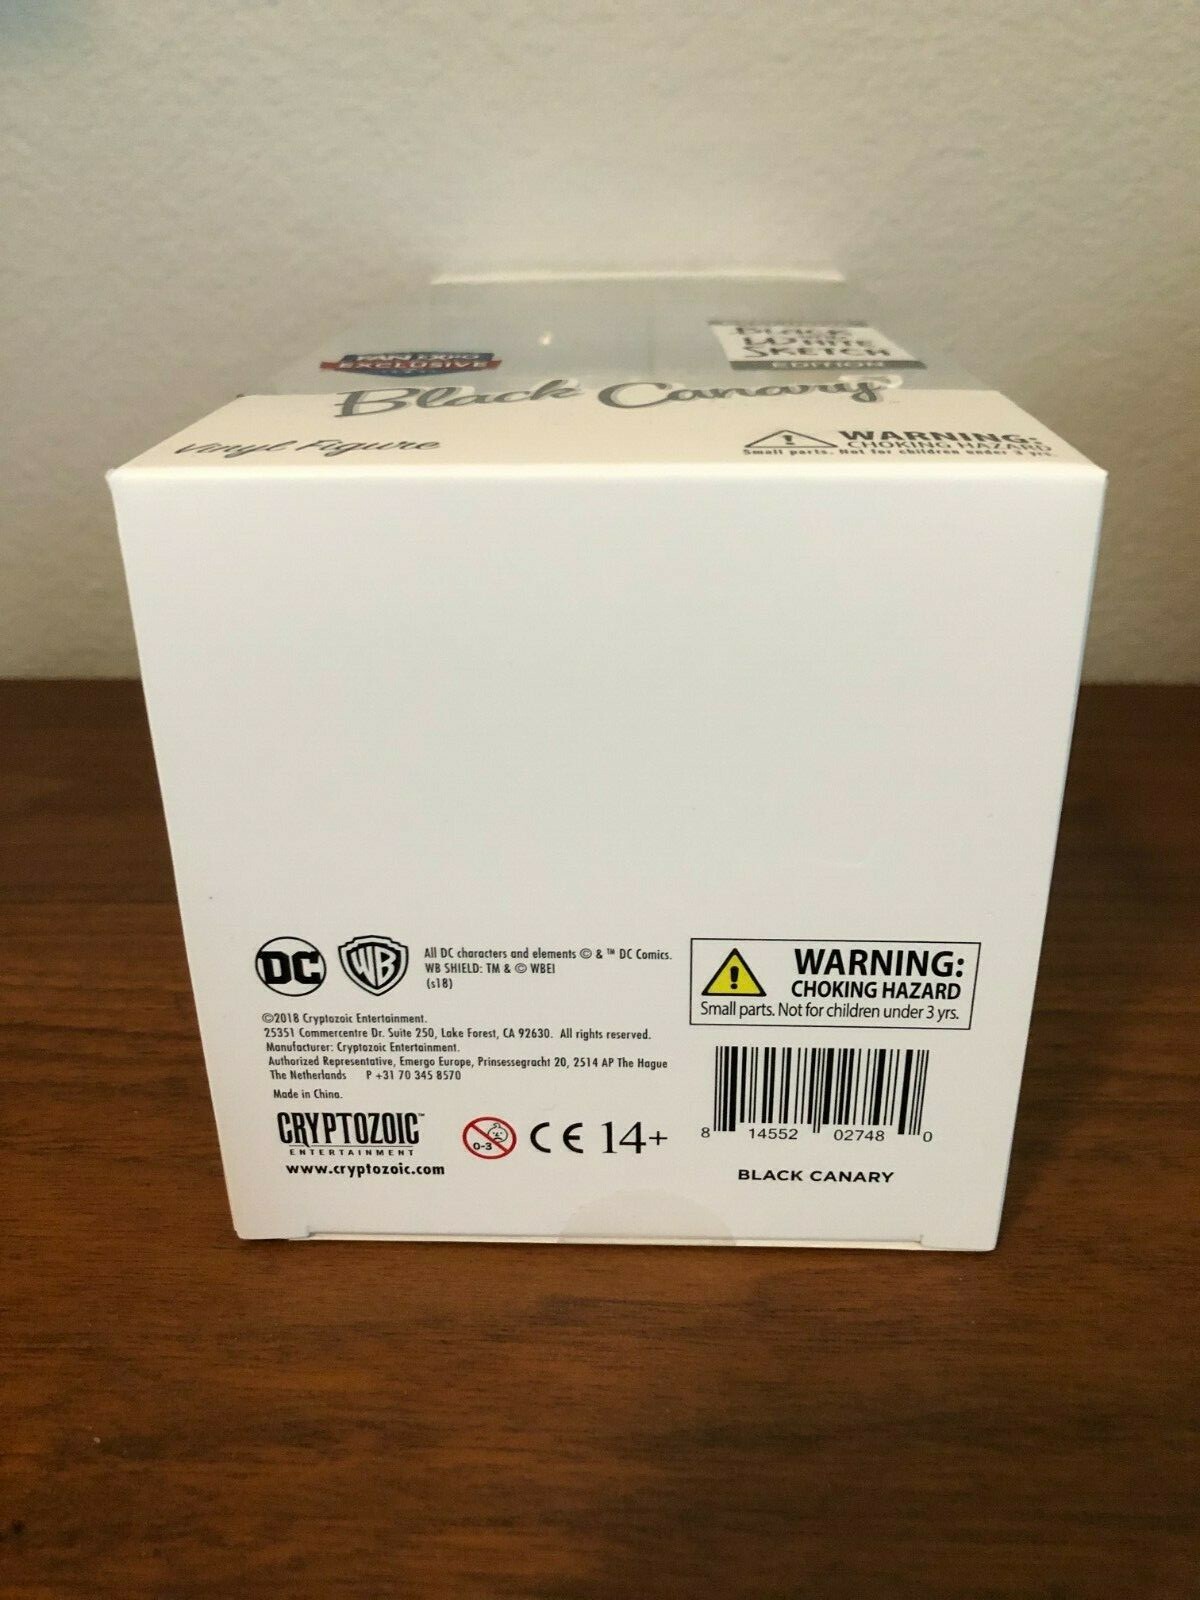 FAN EXPO
EXCLUSIVE
BLACK
WHITE
SKETCH
EDITION
Black Canary
Vinyl Figure
WARNING:
CHOKING HAZARD
Small parts. Not for children under 3 yrs.
DC
WB
All DC characters and elements © & ™ DC Comics.
WB SHIELD: TM & © WBEI
(s18)
WARNING:
CHOKING HAZARD
Small parts. Not for children under 3 yrs.
©2018 Cryptozoic Entertainment.
25351 Commercentre Dr. Suite 250, Lake Forest, CA 92630. All rights reserved.
Manufacturer: Cryptozoic Entertainment.
Authorized Representative, Emergo Europe, Prinsessegracht 20, 2514 AP The Hague
The Netherlands P +31 70 345 8570
Made in China.
CRYPTOZOIC™
ENTERTAINMENT
www.cryptozoic.com
0-3
CE 14+
8 14552 02748 0
BLACK CANARY